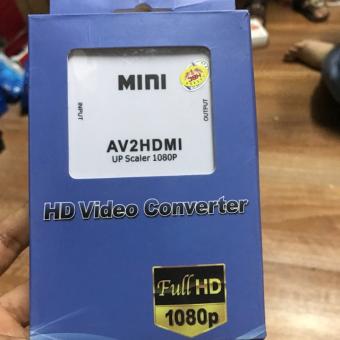 MINI
INPUT
OUTPUT
AV2HDMI
UP Scaler 1080P
HD Video Converter
Full HD
1080p